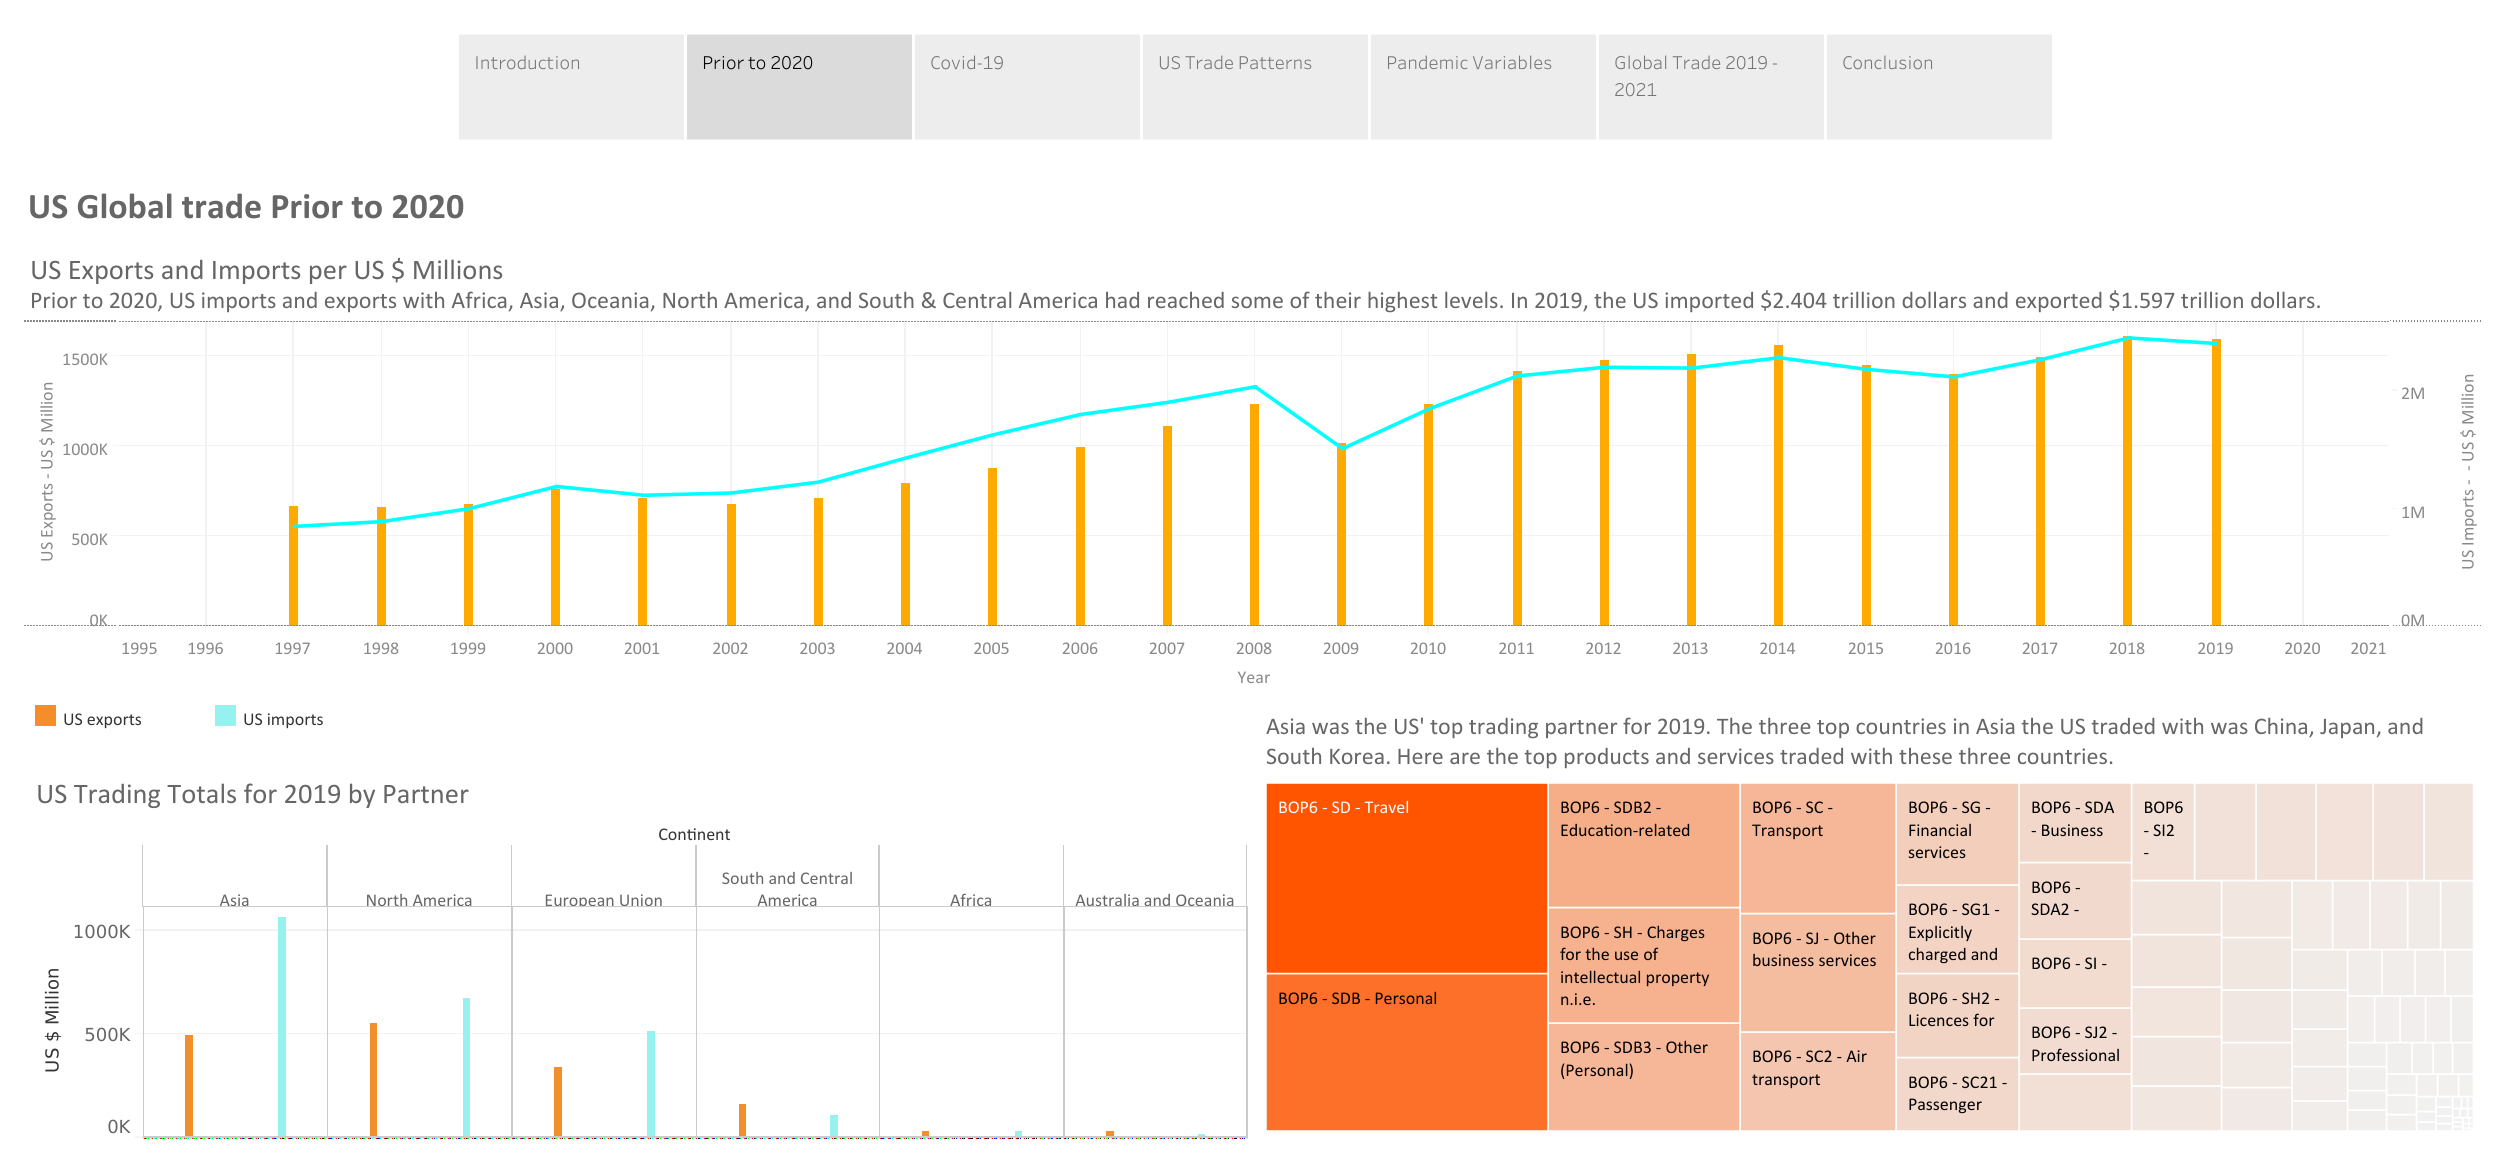 Introduction
Prior to 2020
Covid-19
US Trade Patterns
Pandemic Variables
Global Trade 2019 -
2021
Conclusion
US Global trade Prior to 2020
US Exports and Imports per US $ Millions
Prior to 2020, US imports and exports with Africa, Asia, Oceania, North America, and South & Central America had reached some of their highest levels. In 2019, the US imported $2.404 trillion dollars and exported $1.597 trillion dollars.
US Exports - US $ Million
1500K
1000K
500K
0K
2M
1M
0M
US Imports - - US $ Million
1995 1996 1997 1998 1999 2000 2001 2002 2003 2004 2005 2006 2007 2008 2009 2010 2011 2012 2013 2014 2015 2016 2017 2018 2019 2020 2021
Year
US exports
US imports
US Trading Totals for 2019 by Partner
Continent
Asia
North America
European Union
South and Central
America
Africa
Australia and Oceania
US $ Million
1000K
500K
0K
Asia was the US' top trading partner for 2019. The three top countries in Asia the US traded with was China, Japan, and
South Korea. Here are the top products and services traded with these three countries.
BOP6 - SD - Travel
BOP6 - SDB - Personal
BOP6 - SDB2 -
Education-related
BOP6 - SH - Charges
for the use of
intellectual property
n.i.e.
BOP6 - SDB3 - Other
(Personal)
BOP6 - SC -
Transport
BOP6 - SJ - Other
business services
BOP6 - SC2 - Air
transport
BOP6 - SG -
Financial
services
BOP6 - SG1 -
Explicitly
charged and
BOP6 - SH2 -
Licences for
BOP6 - SC21 -
Passenger
BOP6 - SDA
- Business
BOP6 -
SDA2 -
BOP6 - SI -
BOP6 - SJ2 -
Professional
BOP6
- SI2
-